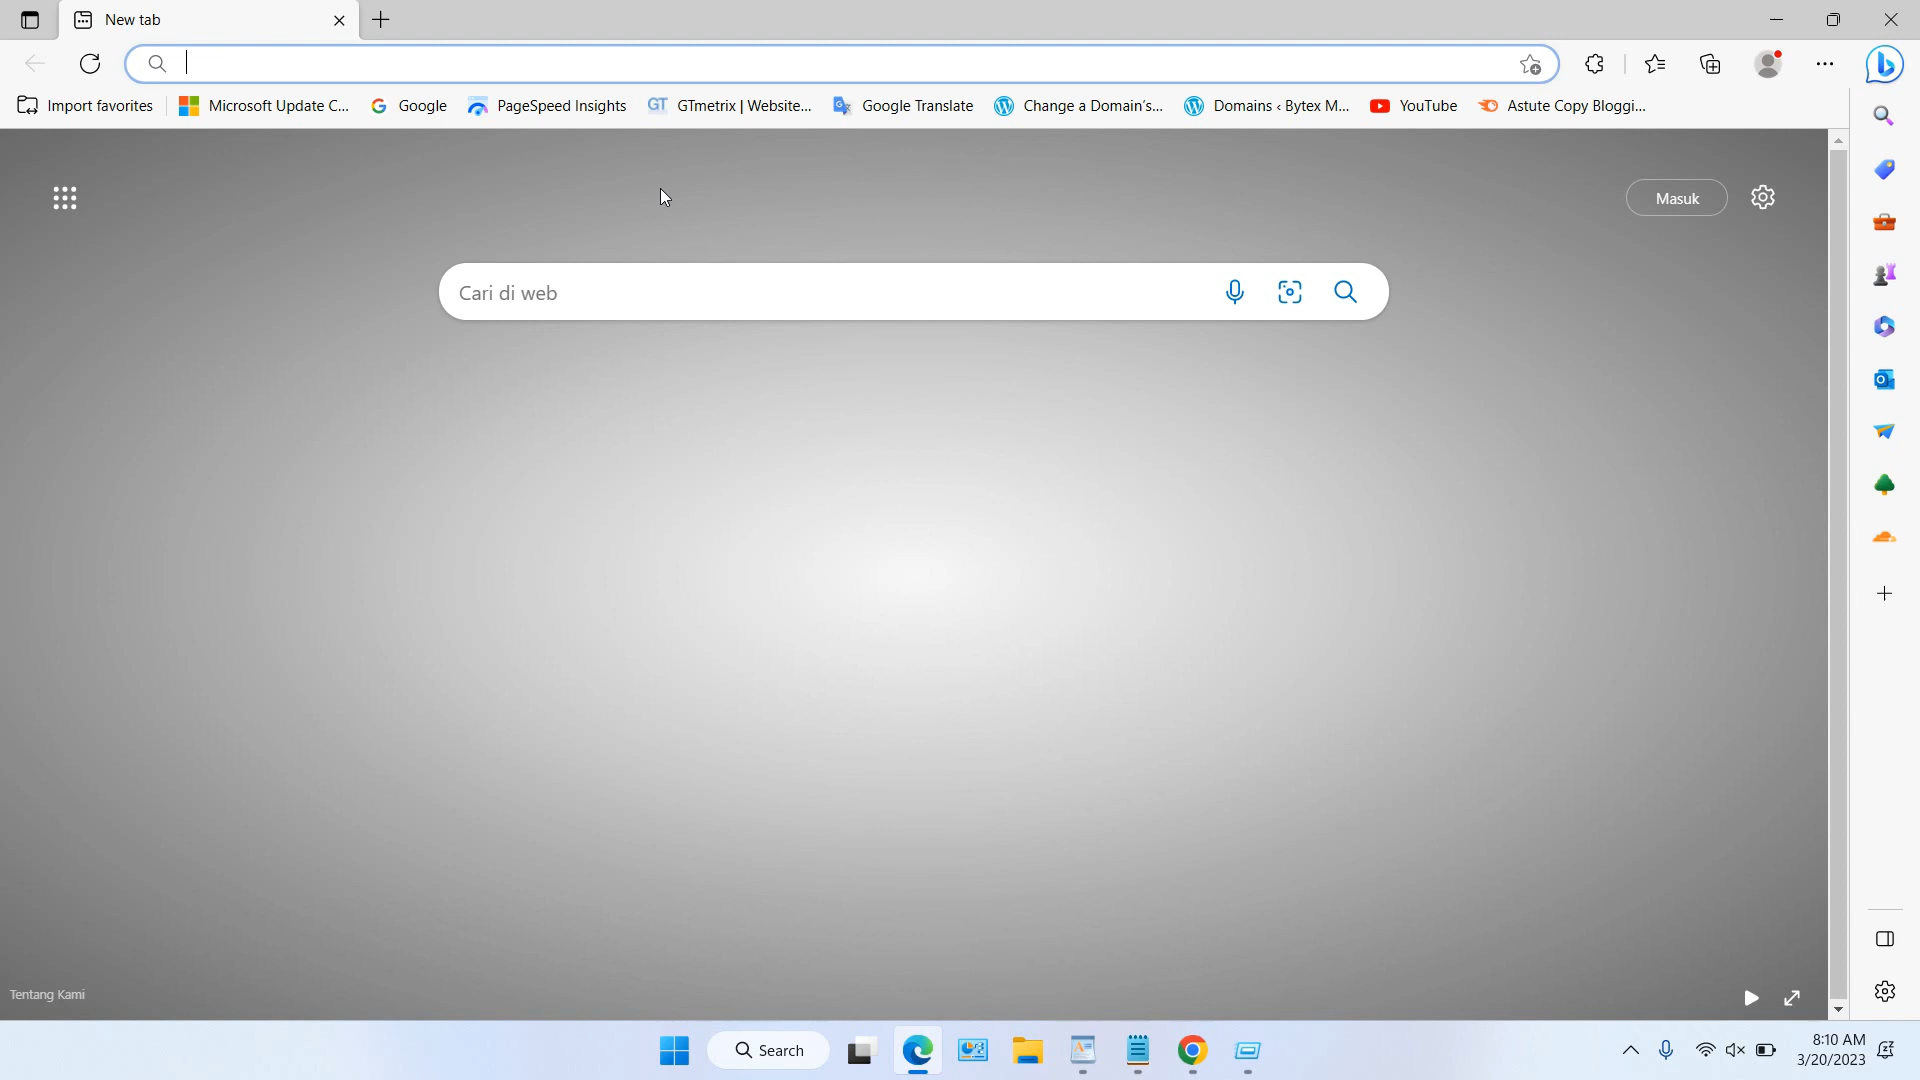 New tab
Import favorites
Microsoft Update C...
Google
PageSpeed Insights
GT GTmetrix | Website...
Google Translate
Change a Domain's...
Domains ‹ Bytex M...
YouTube
Astute Copy Bloggi...
Masuk
Cari di web
Tentang Kami
Search
8:10 AM
3/20/2023